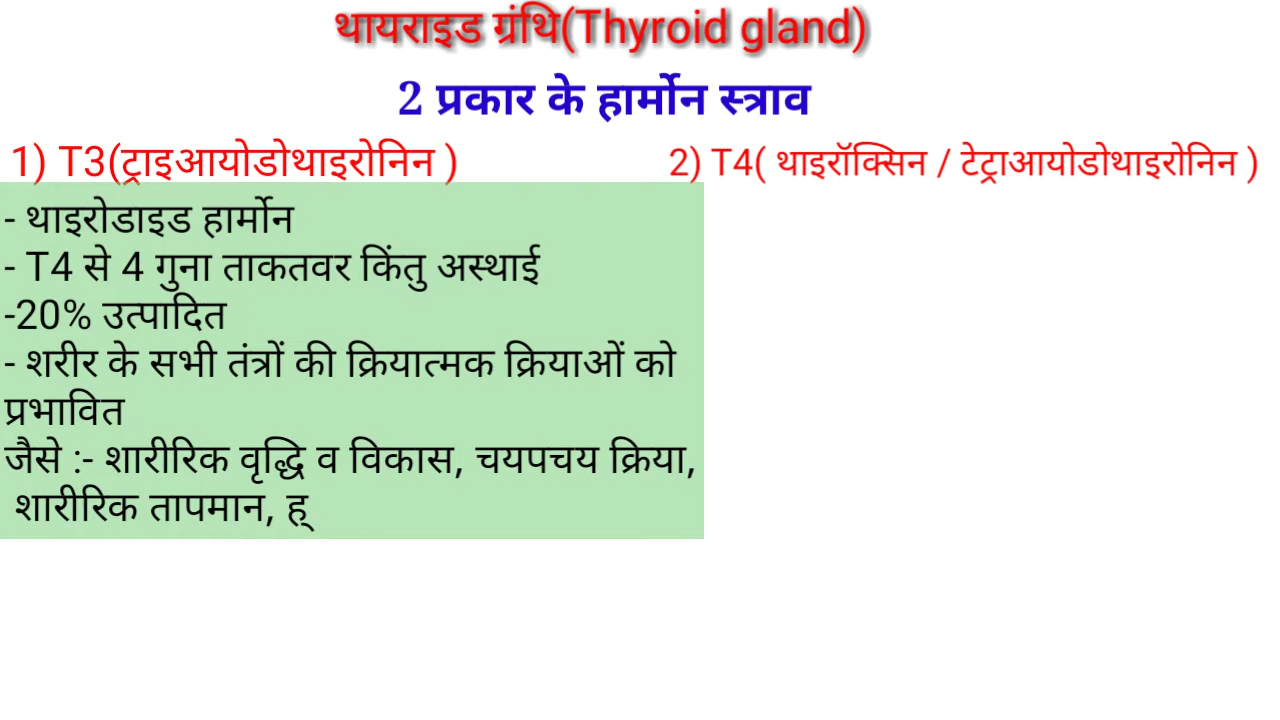 थायराइड ग्रंथि(Thyroid gland)
2 प्रकार के हार्मोन स्त्राव
1) T3(ट्राइआयोडोथाइरोनिन )
2) T4( थाइरॉक्सिन / टेट्राआयोडोथाइरोनिन )
- थाइरोडाइड हार्मोन
- T4 से 4 गुना ताकतवर किंतु अस्थाई
-20% उत्पादित
- शरीर के सभी तंत्रों की क्रियात्मक क्रियाओं को
प्रभावित
जैसे :- शारीरिक वृद्धि व विकास, चयपचय क्रिया,
शारीरिक तापमान, ह्